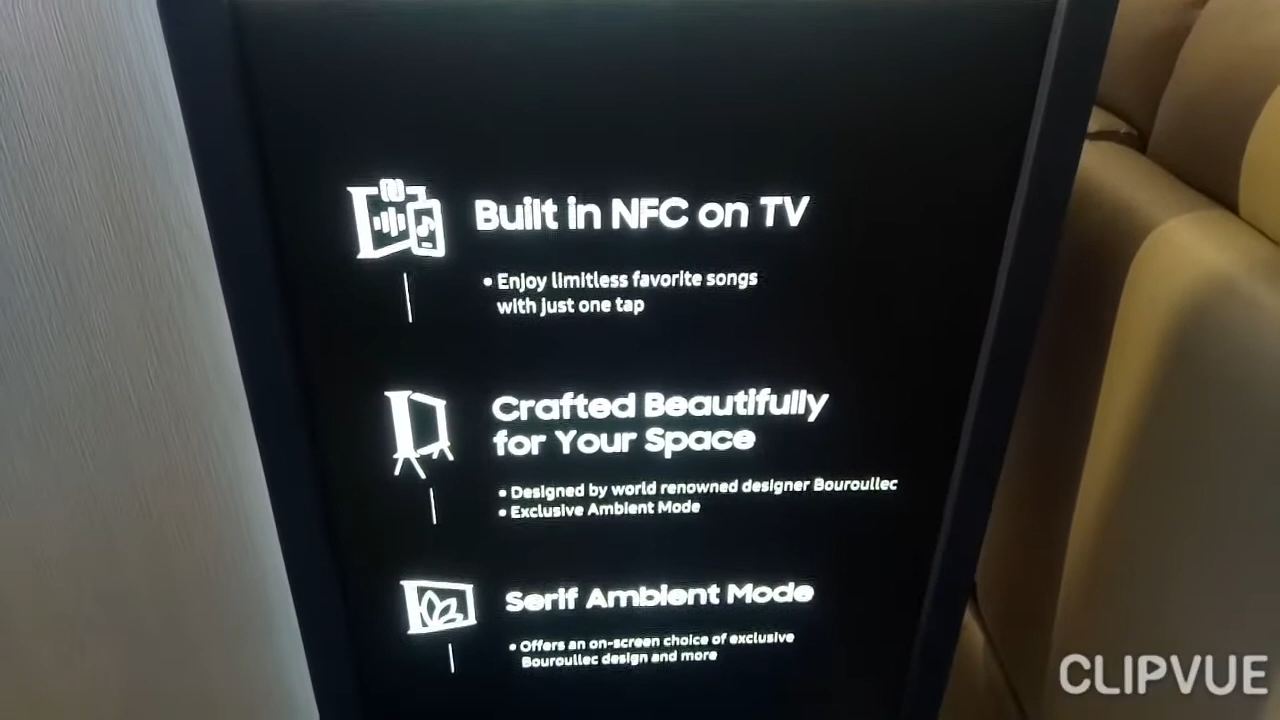 Built in NFC on TV
• Enjoy limitless favorite songs
with just one tap
Crafted Beautifully
for Your Space
• Designed by world renowned designer Bouroullec
• Exclusive Ambient Mode
Serif Ambient Mode
• Offers an on-screen choice of exclusive
Bouroullec design and more
CLIPVUE